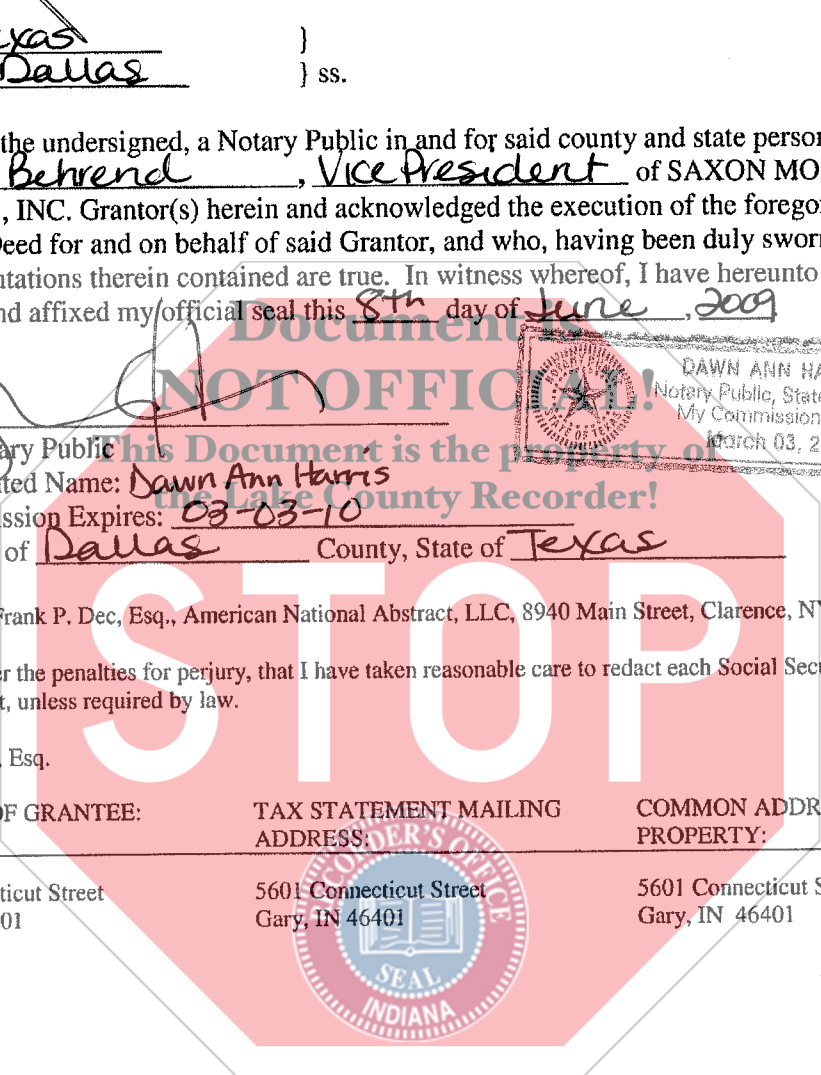 exas }
Dallas } ss.
the undersigned, a Notary Public in and for said county and state person
Behrend, Vice President of SAXON MO
, INC. Grantor(s) herein and acknowledged the execution of the foregoi
Deed for and on behalf of said Grantor, and who, having been duly sworn
ntations therein contained are true. In witness whereof, I have hereunto
nd affixed my official seal this 8th day of June, 2009
Document is
NOT OFFICIAL!
This Document is the property of
the Lake County Recorder!
DAWN ANN HA
Notary Public, State
My Commission
March 03, 2
STATE OF TEXAS
ary Public
ted Name: Dawn Ann Harris
ssion Expires: 03-03-10
of Dallas County, State of Texas
Frank P. Dec, Esq., American National Abstract, LLC, 8940 Main Street, Clarence, NY
er the penalties for perjury, that I have taken reasonable care to redact each Social Secu
t, unless required by law.
, Esq.
STOP
OF GRANTEE: TAX STATEMENT MAILING ADDRESS: COMMON ADDR PROPERTY:
ticut Street 5601 Connecticut Street 5601 Connecticut S
01 Gary, IN 46401 Gary, IN 46401
RECORDER'S OFFICE
SEAL
INDIANA